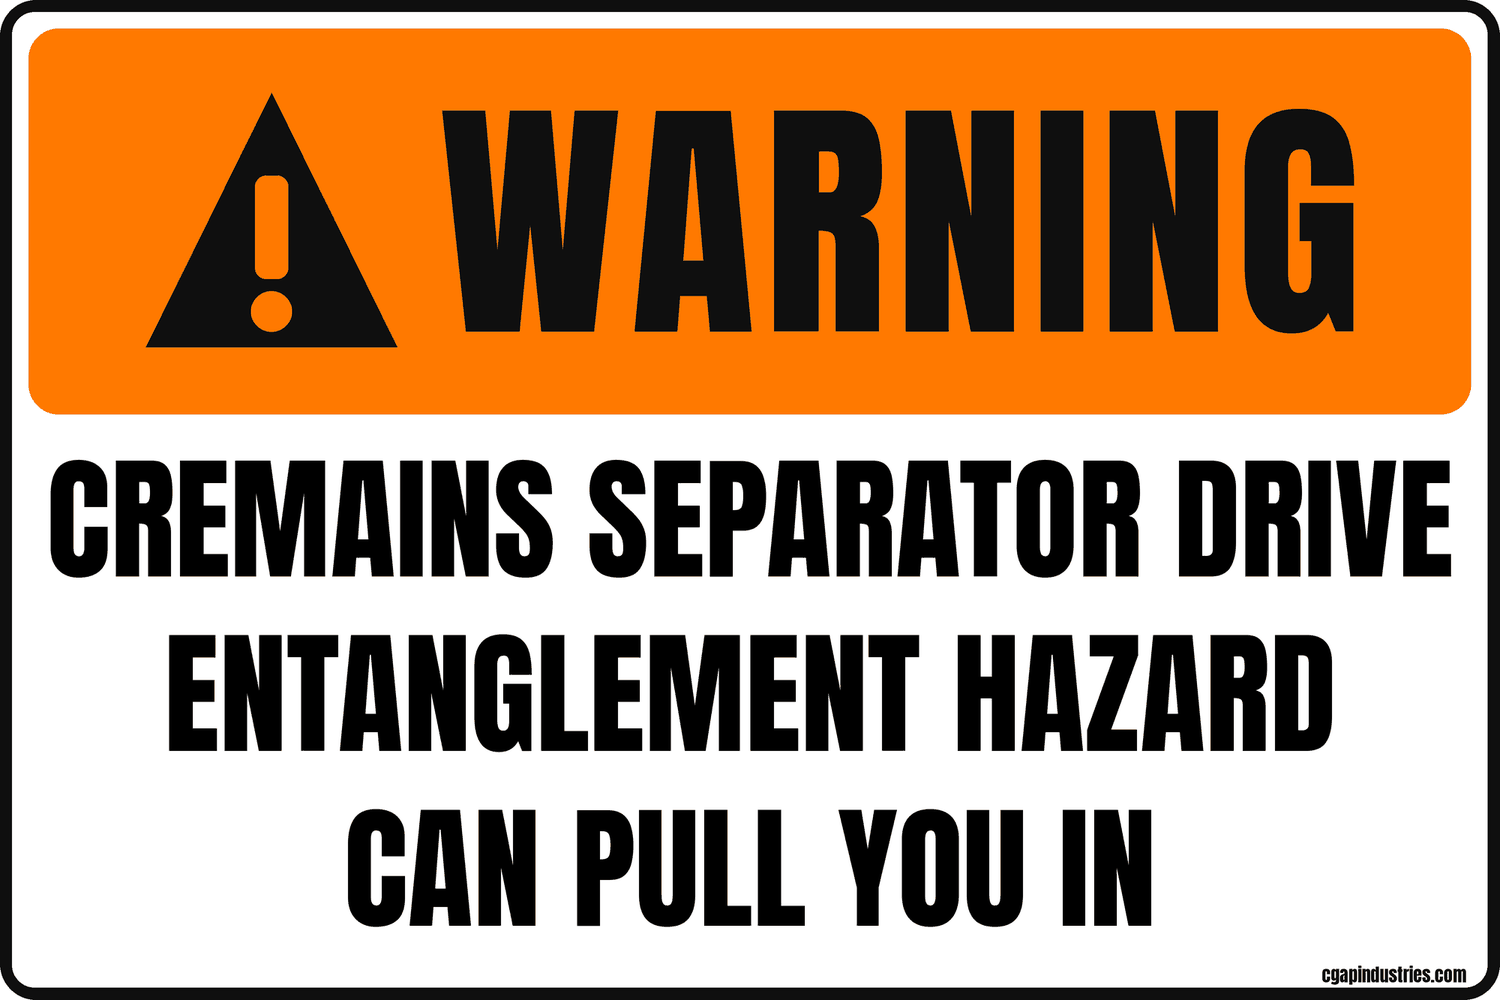 WARNING
CREMAINS SEPARATOR DRIVE
ENTANGLEMENT HAZARD
CAN PULL YOU IN
cgapindustries.com